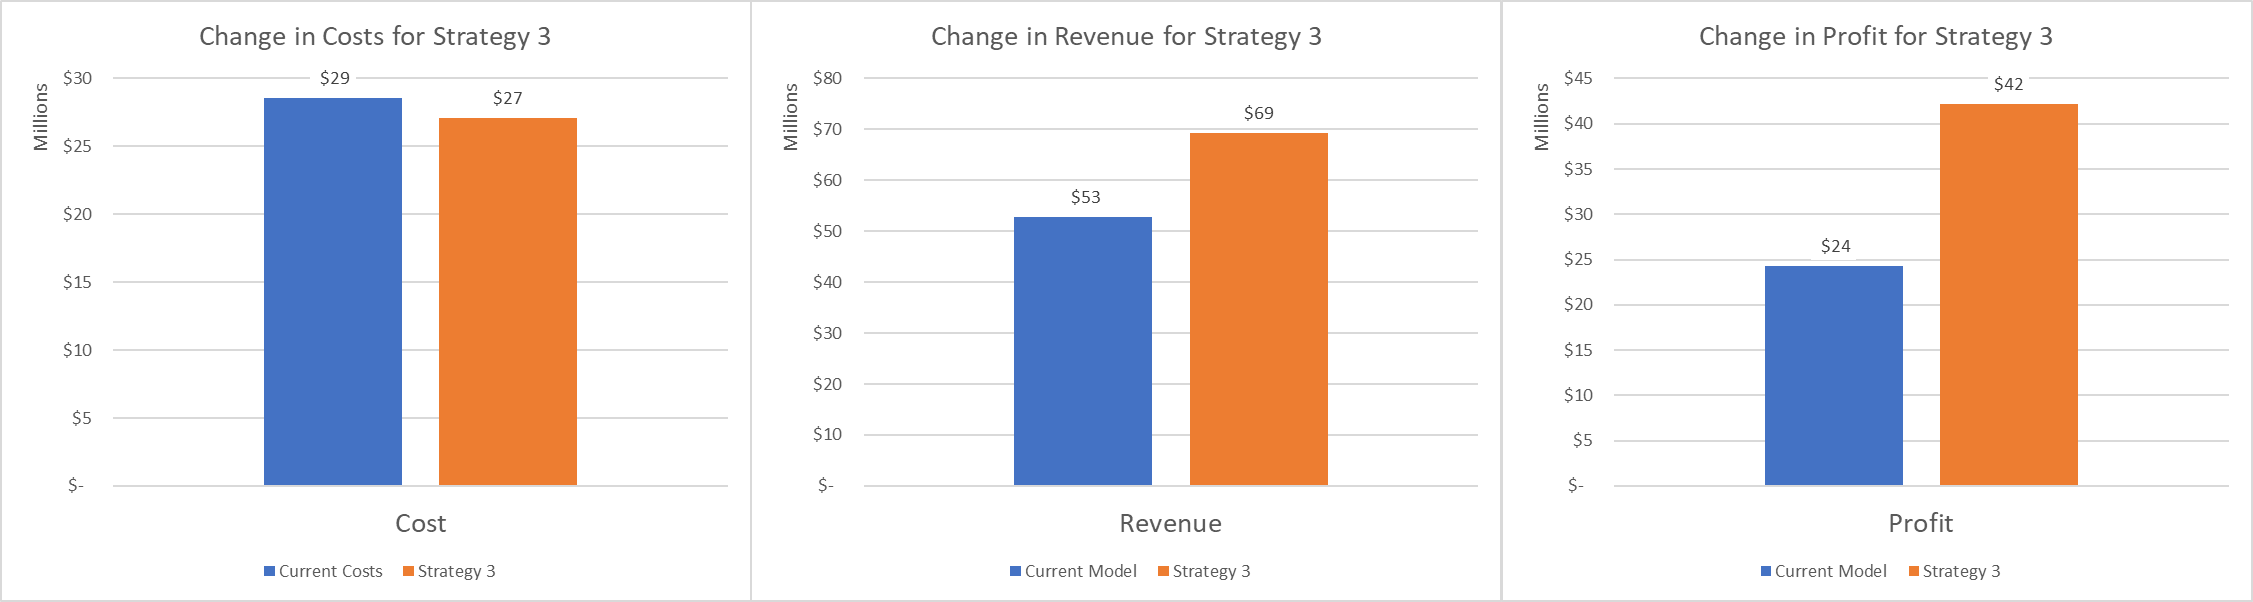 Change in Costs for Strategy 3
Millions
$30
$25
$20
$15
$10
$5
$-
$29
$27
Cost
Current Costs
Strategy 3
Change in Revenue for Strategy 3
Millions
$80
$70
$60
$50
$40
$30
$20
$10
$-
$53
$69
Revenue
Current Model
Strategy 3
Change in Profit for Strategy 3
Millions
$45
$40
$35
$30
$25
$20
$15
$10
$5
$-
$24
$42
Profit
Current Model
Strategy 3